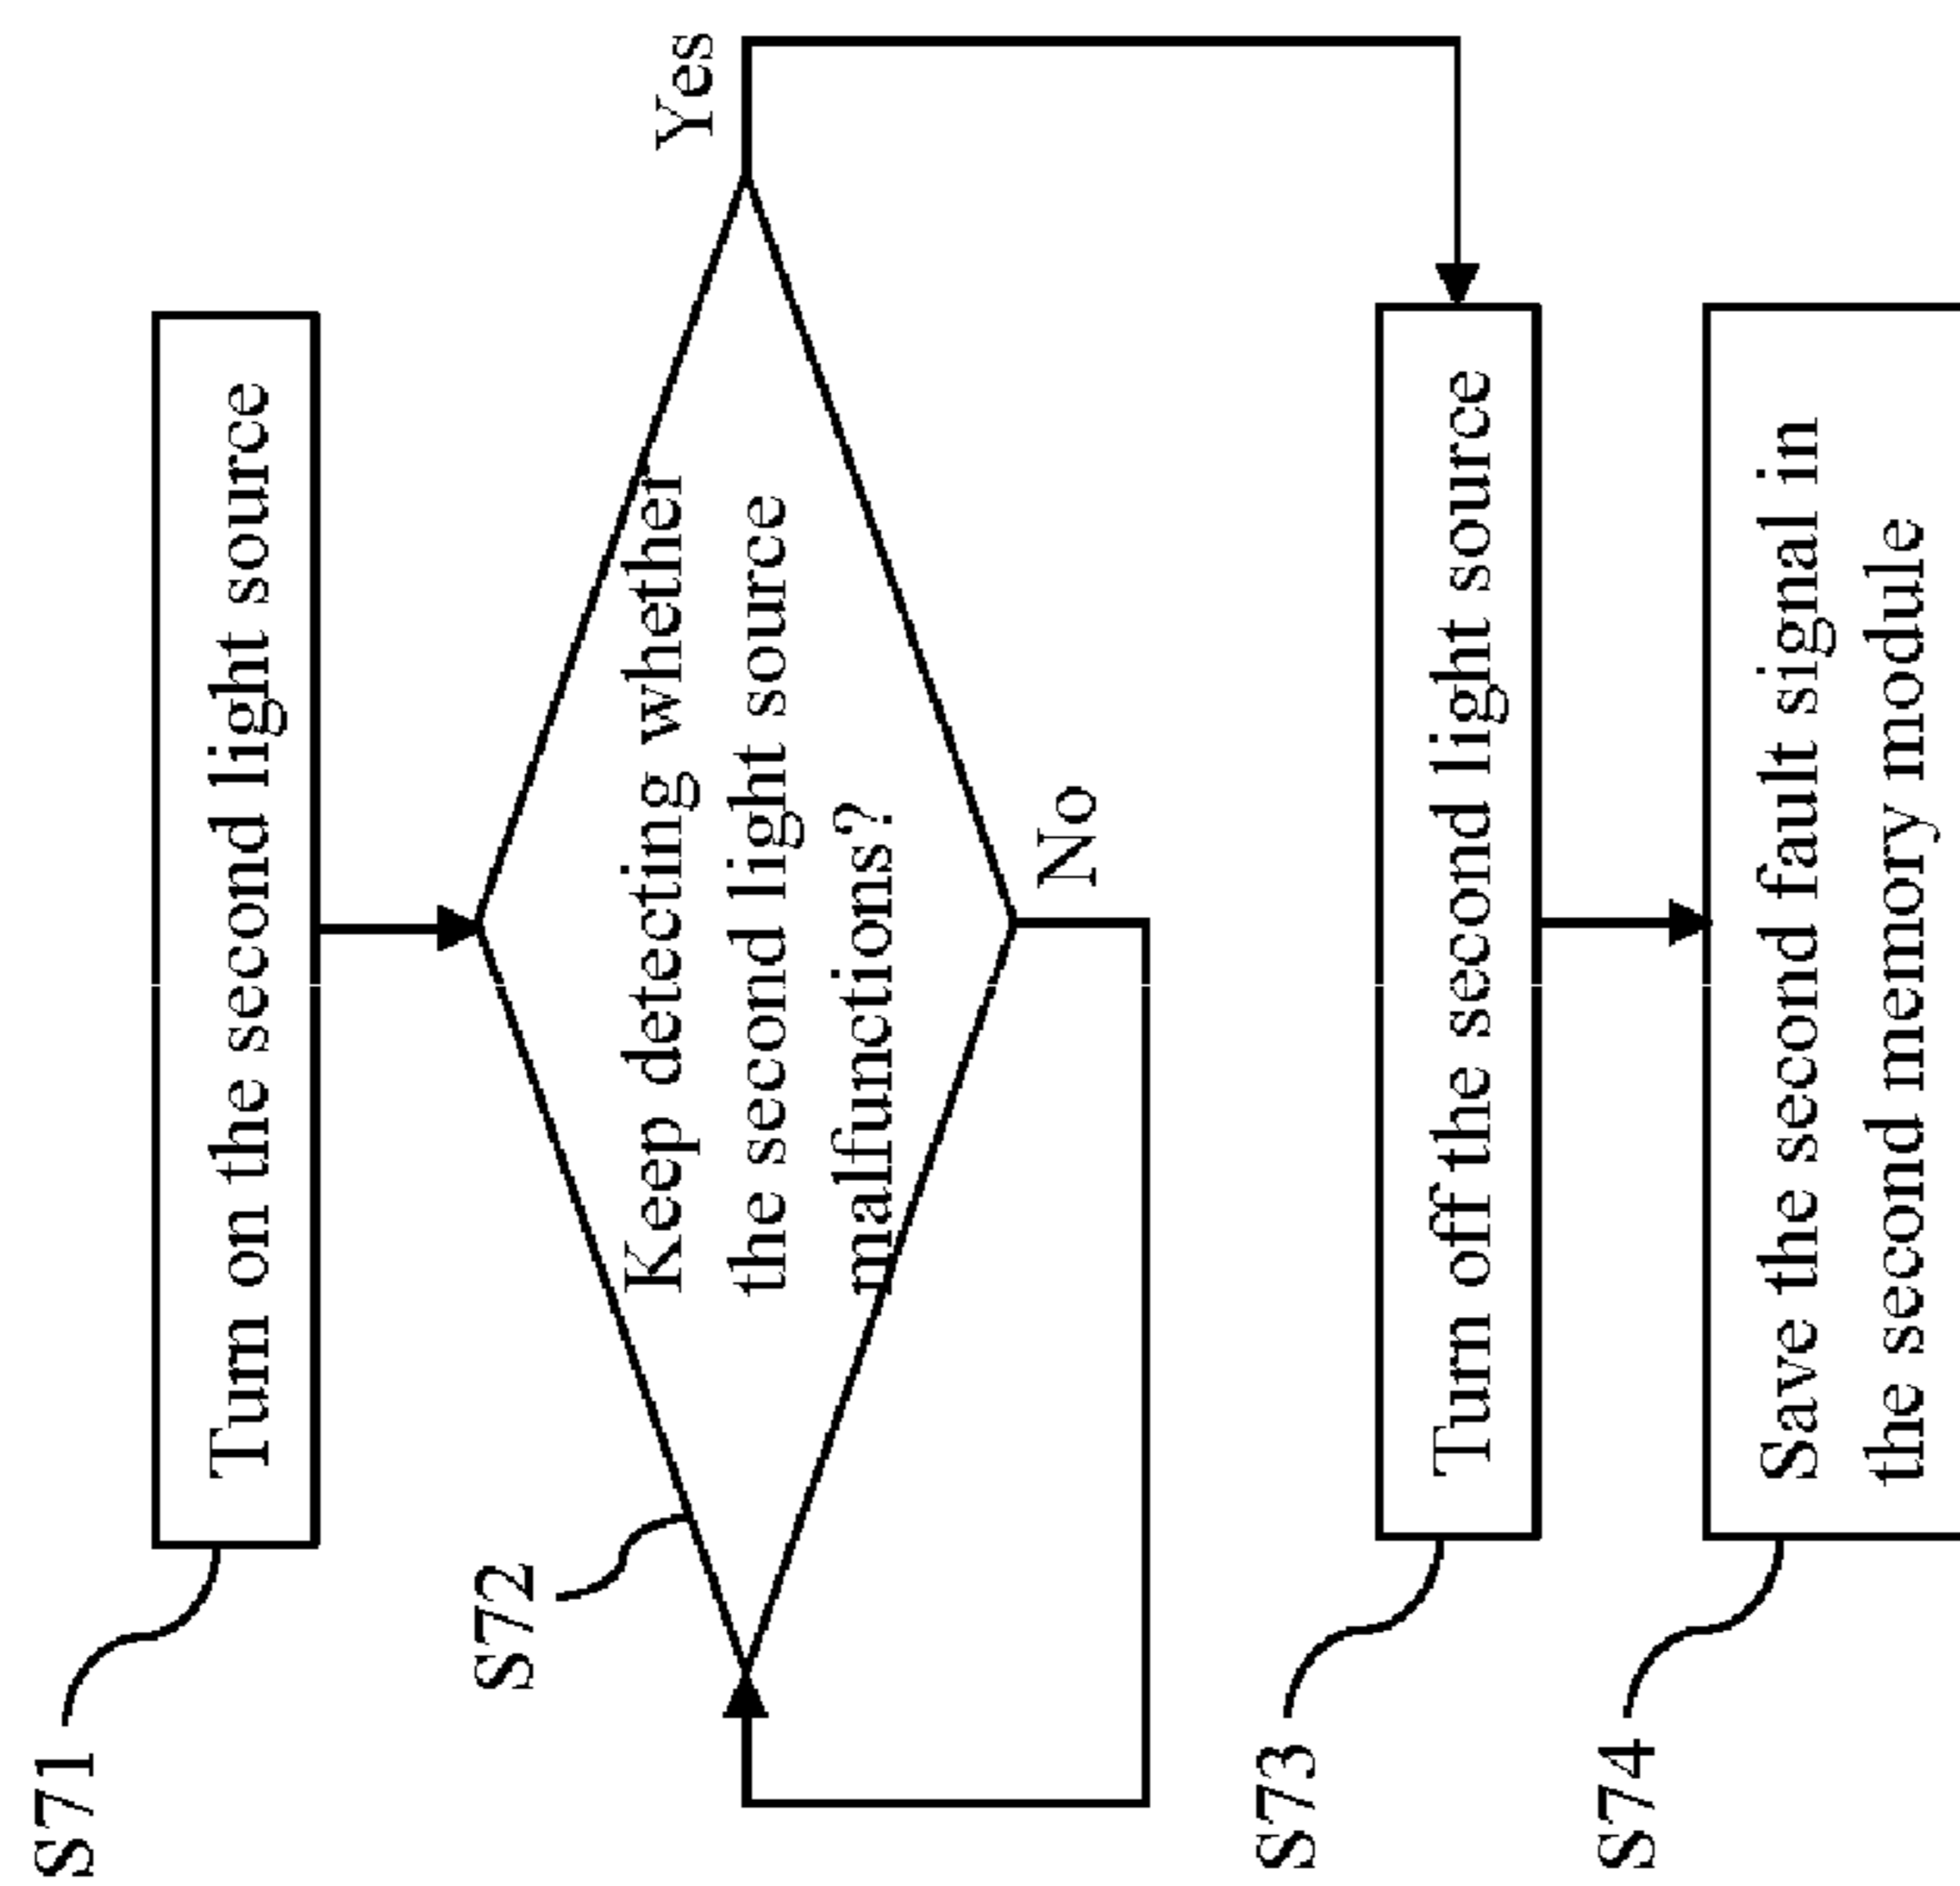 S71
Turn on the second light source
S72
Keep detecting whether
the second light source
malfunctions?
Yes
No
S73
Turn off the second light source
S74
Save the second fault signal in
the second memory module